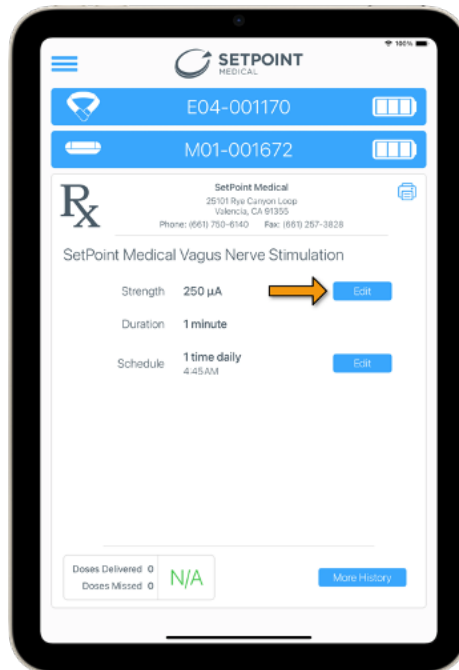 100%
SETPOINT
MEDICAL
E04-001170
M01-001672
Rx
SetPoint Medical
25101 Rye Canyon Loop
Valencia, CA 91355
Phone: (661) 750-6140 Fax: (661) 257-3828
SetPoint Medical Vagus Nerve Stimulation
Strength 250 µA Edit
Duration 1 minute
Schedule 1 time daily Edit
4:45AM
Doses Delivered 0
Doses Missed 0
N/A
More History